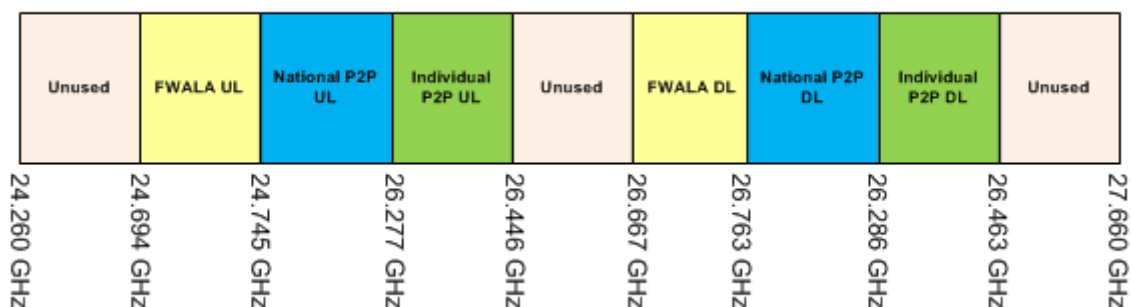 Unused
FWALA UL
National P2P
UL
Individual
P2P UL
Unused
FWALA DL
National P2P
DL
Individual
P2P DL
Unused
24.260 GHz
24.694 GHz
24.745 GHz
26.277 GHz
26.446 GHz
26.667 GHz
26.763 GHz
26.286 GHz
26.463 GHz
27.660 GHz